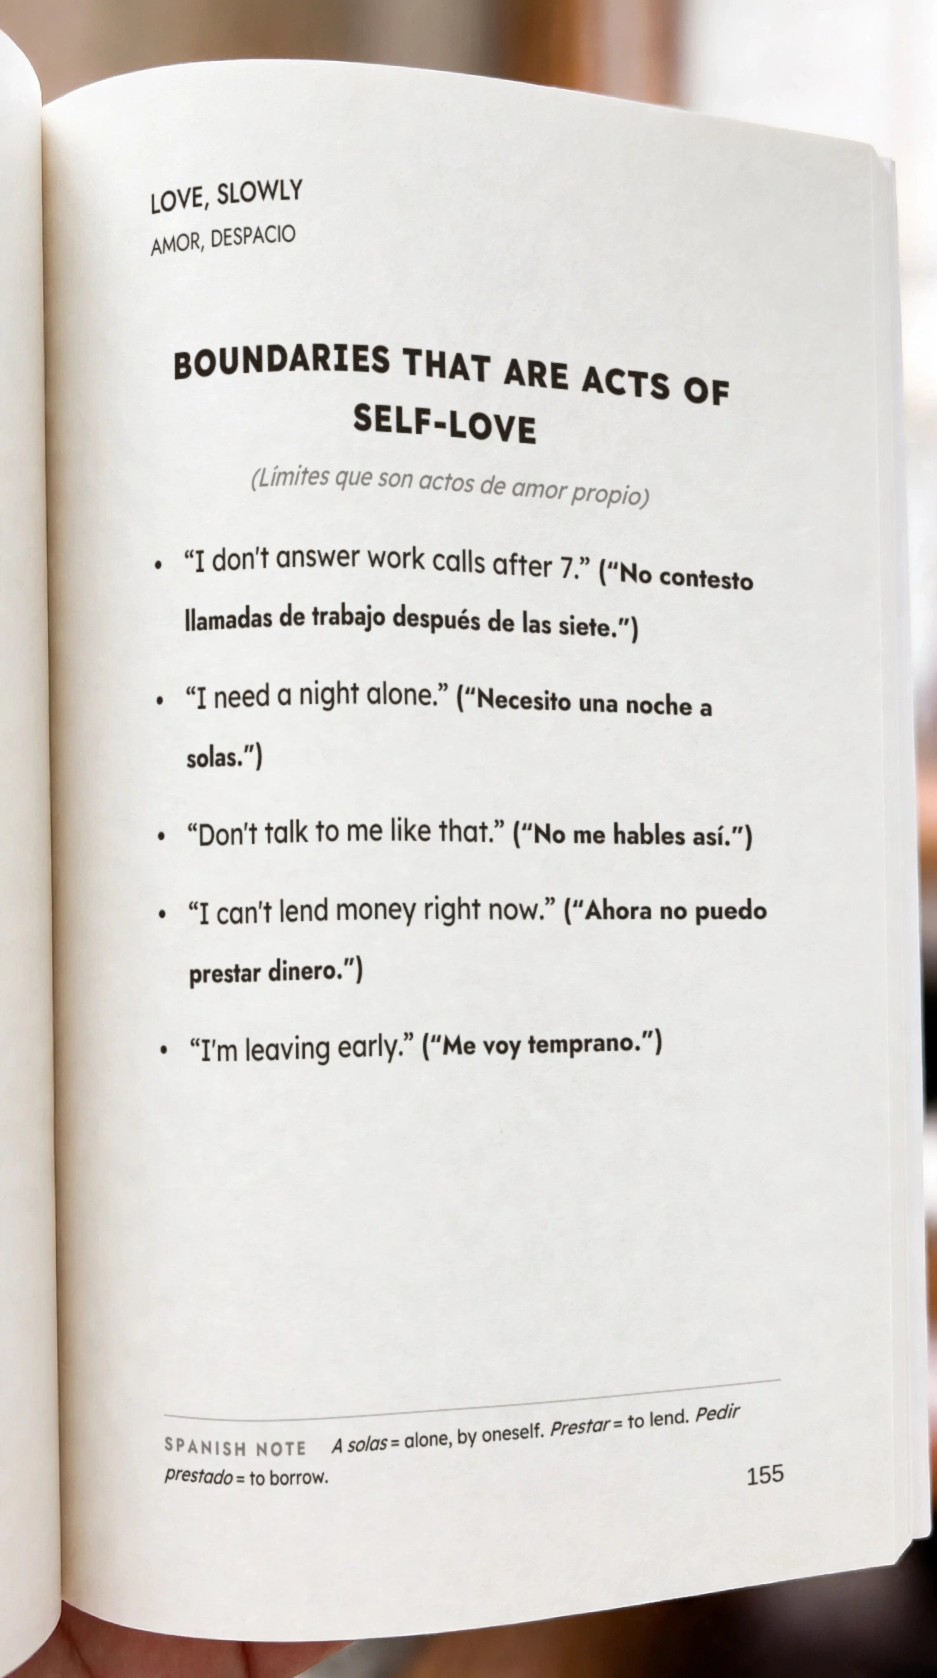 LOVE, SLOWLY
AMOR, DESPACIO
BOUNDARIES THAT ARE ACTS OF
SELF-LOVE
(Límites que son actos de amor propio)
• “I don't answer work calls after 7.” (“No contesto
llamadas de trabajo después de las siete.”)
• “I need a night alone.” (“Necesito una noche a
solas.”)
• “Don't talk to me like that.” (“No me hables así.”)
• “I can't lend money right now.” (“Ahora no puedo
prestar dinero.”)
• “I'm leaving early.” (“Me voy temprano.”)
SPANISH NOTE A solas = alone, by oneself. Prestar = to lend. Pedir
prestado = to borrow.
155